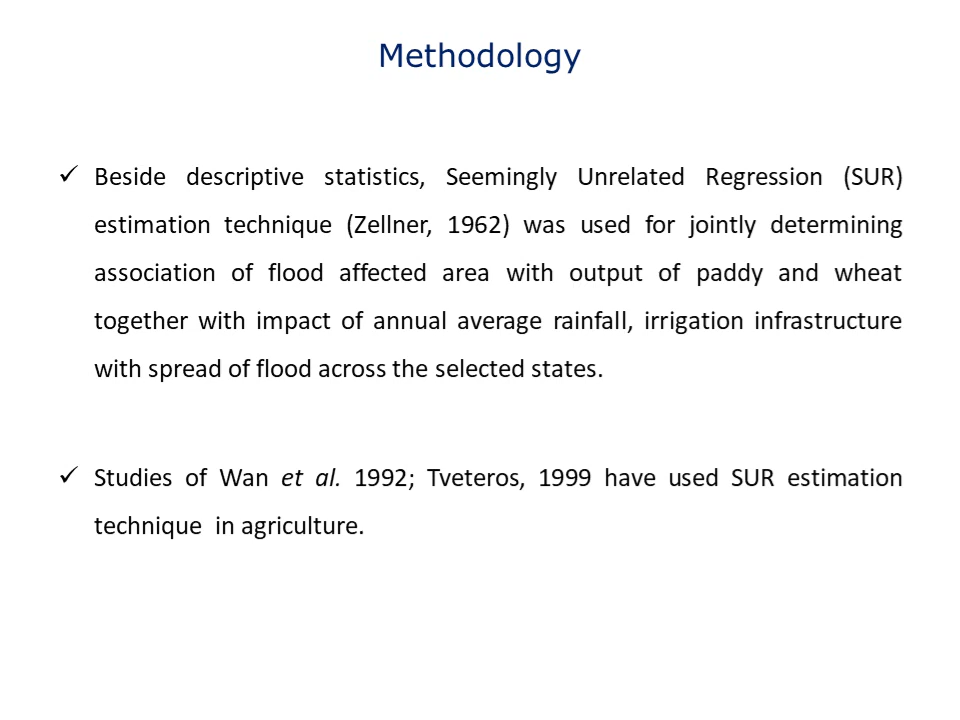 Methodology
✓ Beside descriptive statistics, Seemingly Unrelated Regression (SUR)
estimation technique (Zellner, 1962) was used for jointly determining
association of flood affected area with output of paddy and wheat
together with impact of annual average rainfall, irrigation infrastructure
with spread of flood across the selected states.
✓ Studies of Wan et al. 1992; Tveteros, 1999 have used SUR estimation
technique in agriculture.